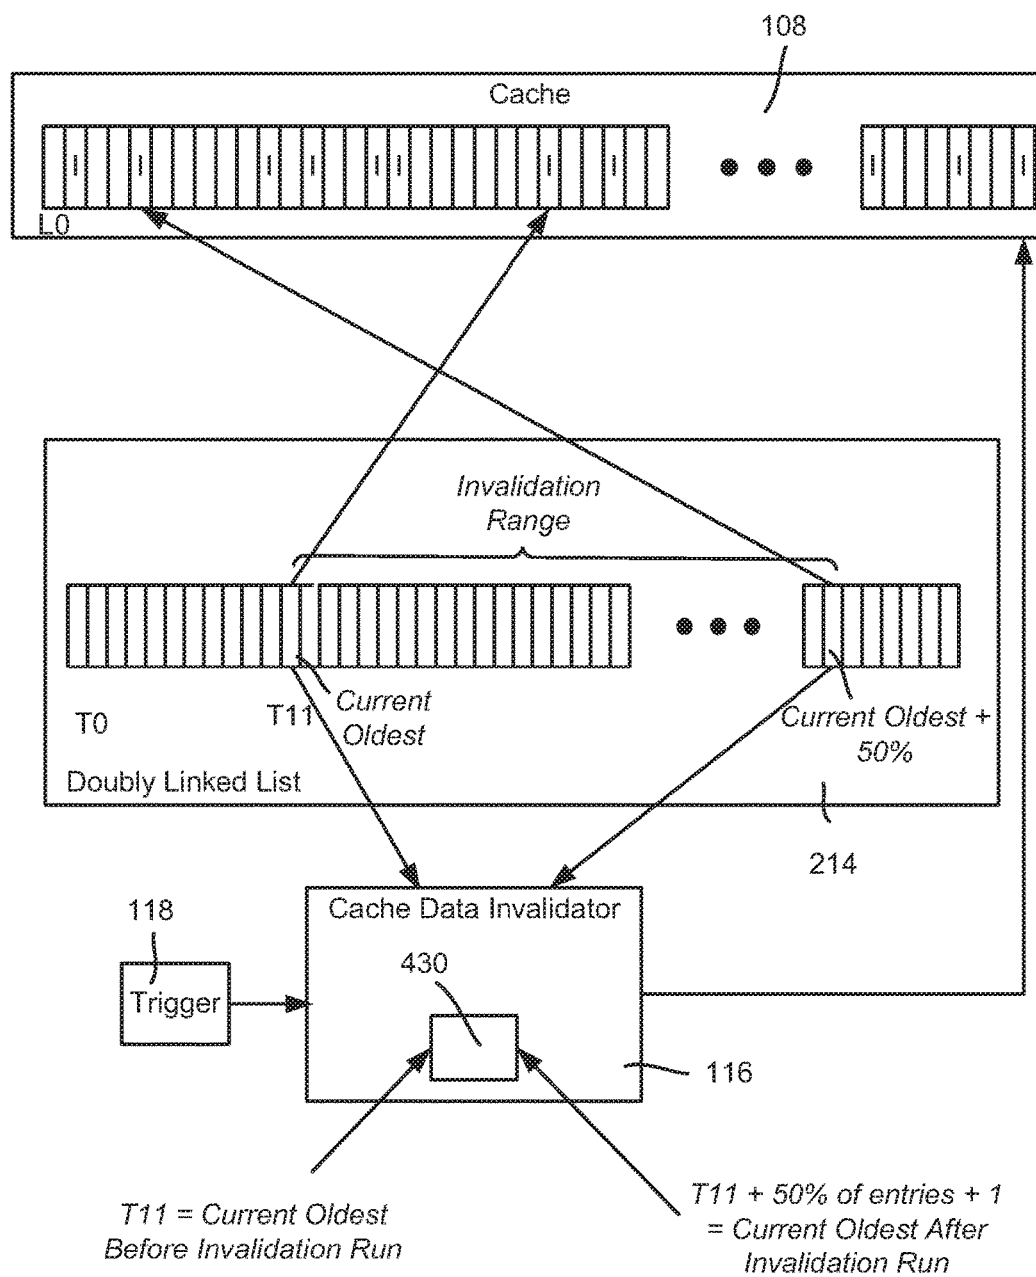 108
Cache
I I I I I I I I I I I
L0
Invalidation
Range
Current
Oldest
T0
T11
Current Oldest +
50%
Doubly Linked List
214
118
Trigger
Cache Data Invalidator
430
116
T11 = Current Oldest
Before Invalidation Run
T11 + 50% of entries + 1
= Current Oldest After
Invalidation Run